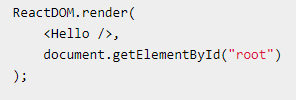 ReactDOM.render(
    <Hello />,
    document.getElementById("root")
);